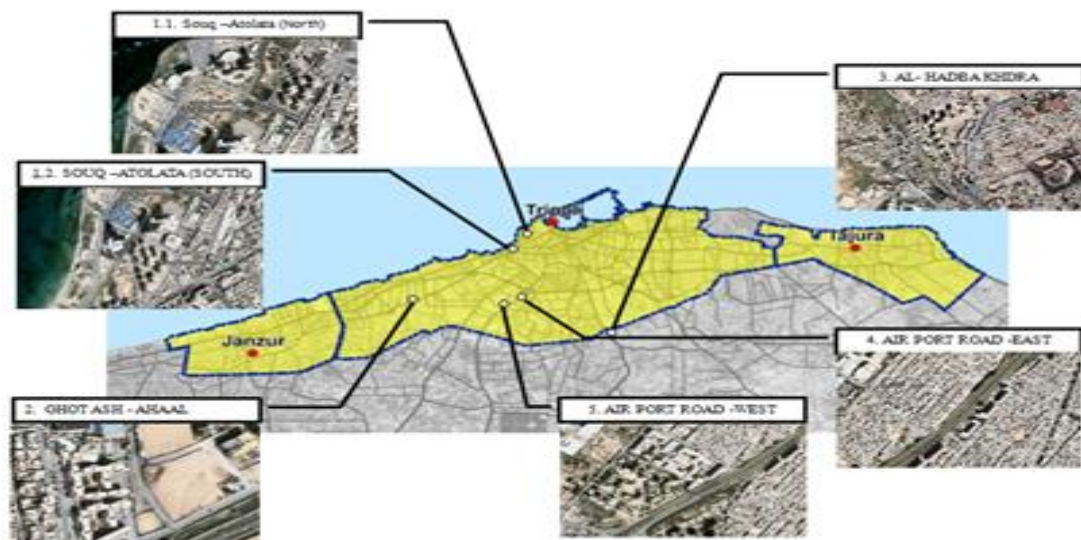 1.1. Souq –Atolata (North)
3. AL- HADBA KHDRA
1.2. SOUQ –ATOLATA (SOUTH)
Tripoli
Tajura
Janzur
4. AIR PORT ROAD -EAST
2. GHOT ASH - AHAAL
5. AIR PORT ROAD -WEST